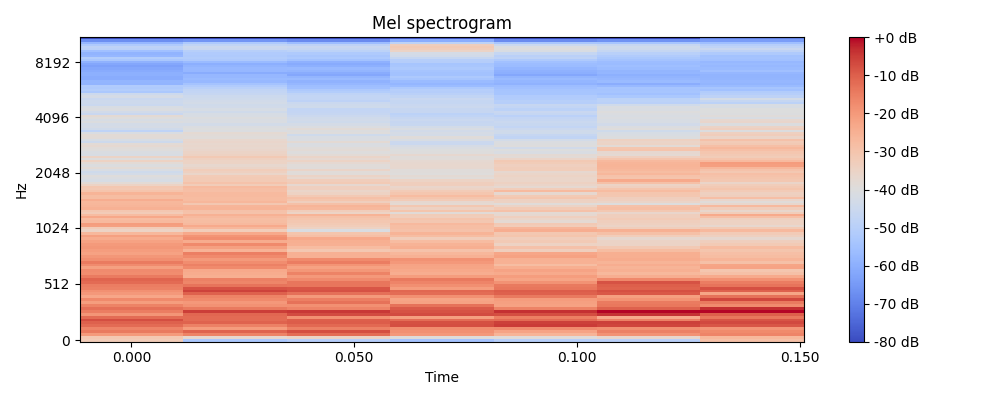 Mel spectrogram
Hz
8192
4096
2048
1024
512
0
0.000
0.050
0.100
0.150
Time
+0 dB
-10 dB
-20 dB
-30 dB
-40 dB
-50 dB
-60 dB
-70 dB
-80 dB